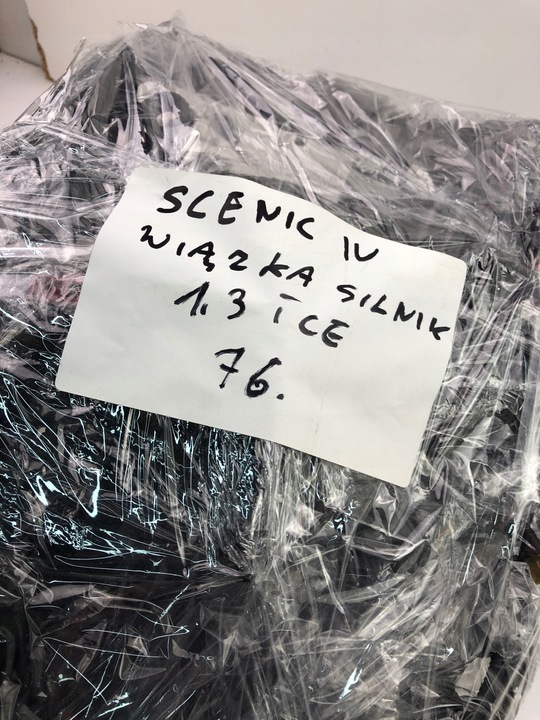 SCENIC IV
WIĄZKA SILNIK
1.3 TCE
76.